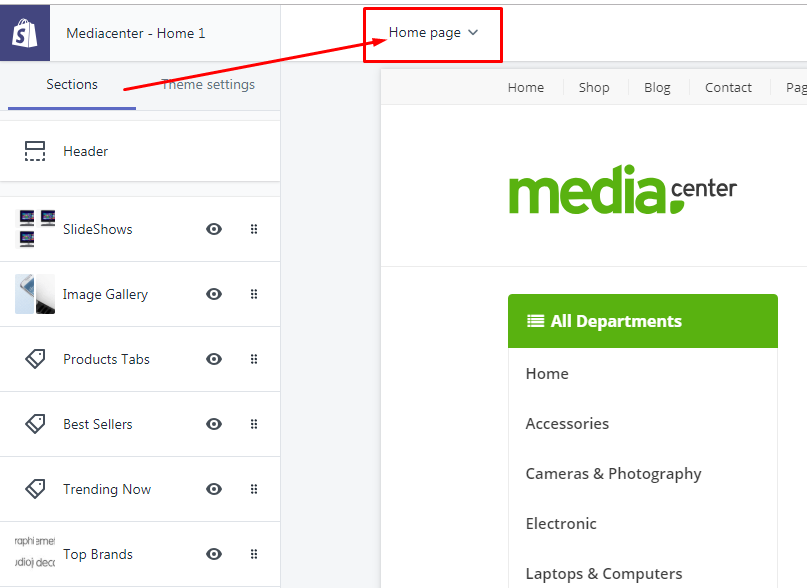 Mediacenter - Home 1
Home page
Sections
Theme settings
Header
SlideShows
Image Gallery
Products Tabs
Best Sellers
Trending Now
Top Brands
Home
Shop
Blog
Contact
Pag
media center
All Departments
Home
Accessories
Cameras & Photography
Electronic
Laptops & Computers